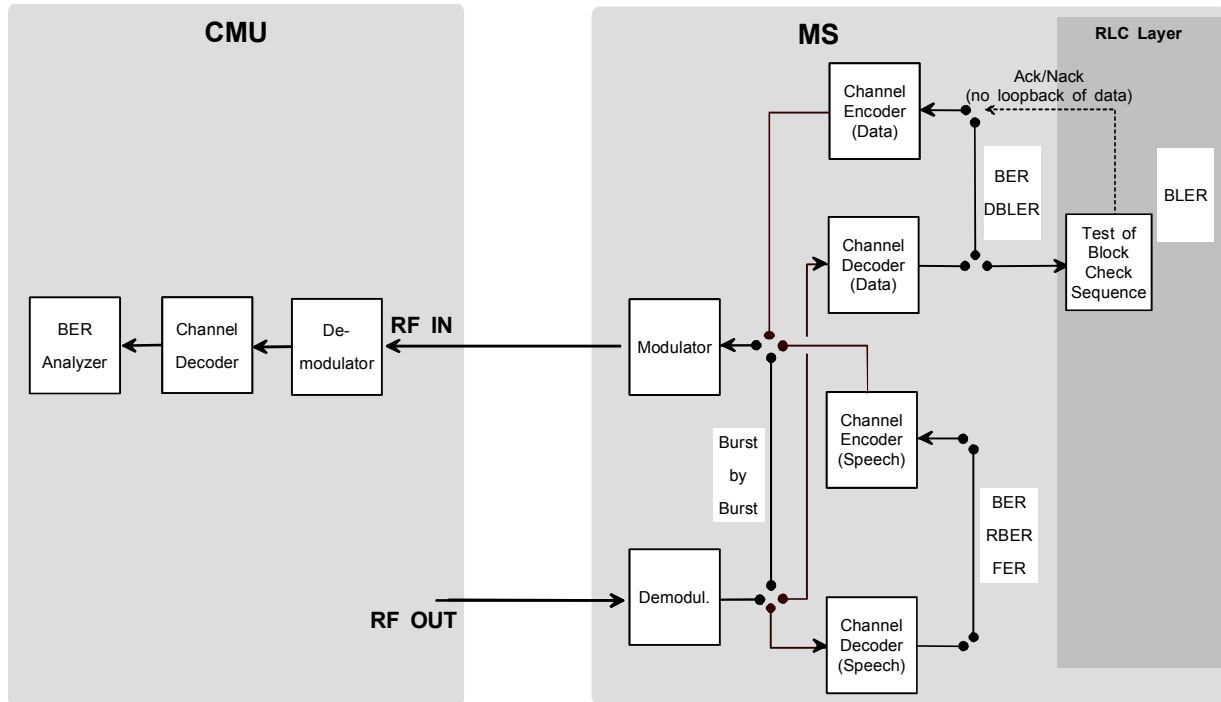 CMU
MS
RLC Layer
Ack/Nack
(no loopback of data)
Channel
Encoder
(Data)
BER
DBLER
BLER
Channel
Decoder
(Data)
Test of
Block
Check
Sequence
BER
Analyzer
Channel
Decoder
De-
modulator
RF IN
Modulator
Channel
Encoder
(Speech)
Burst
by
Burst
BER
RBER
FER
RF OUT
Demodul.
Channel
Decoder
(Speech)